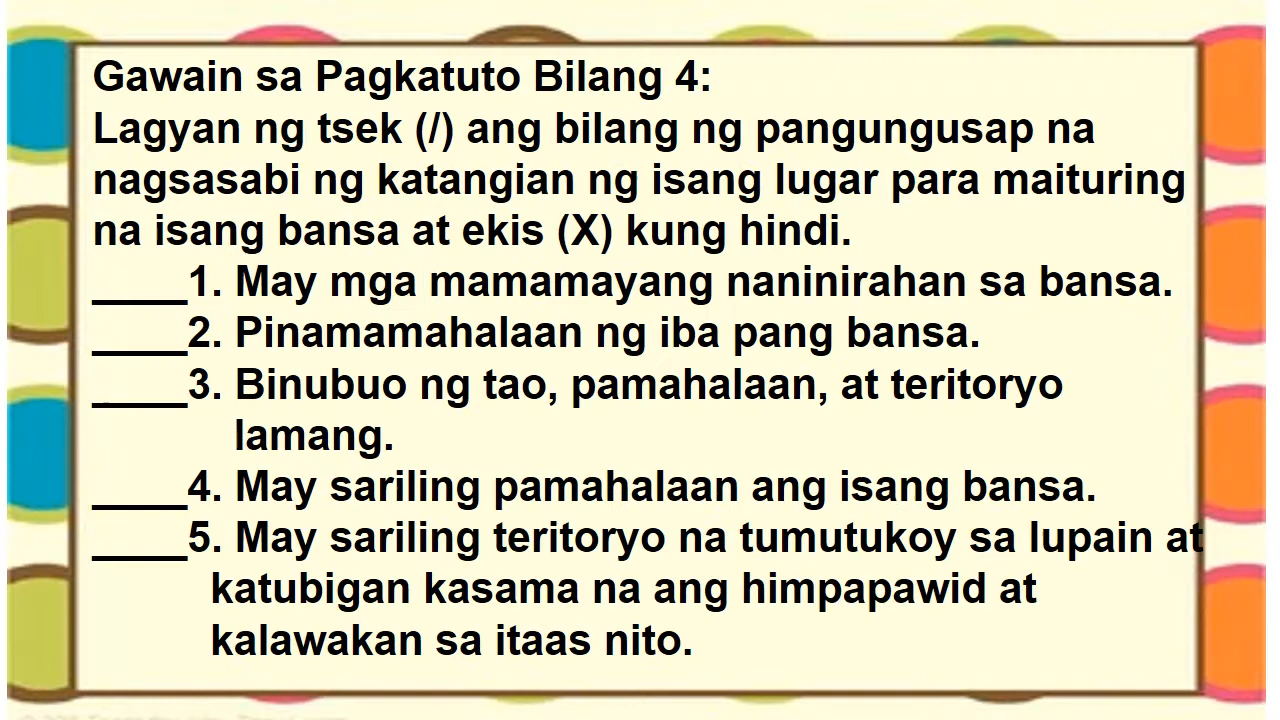 Gawain sa Pagkatuto Bilang 4:
Lagyan ng tsek (/) ang bilang ng pangungusap na
nagsasabi ng katangian ng isang lugar para maituring
na isang bansa at ekis (X) kung hindi.
____1. May mga mamamayang naninirahan sa bansa.
____2. Pinamamahalaan ng iba pang bansa.
____3. Binubuo ng tao, pamahalaan, at teritoryo
lamang.
____4. May sariling pamahalaan ang isang bansa.
____5. May sariling teritoryo na tumutukoy sa lupain at
katubigan kasama na ang himpapawid at
kalawakan sa itaas nito.